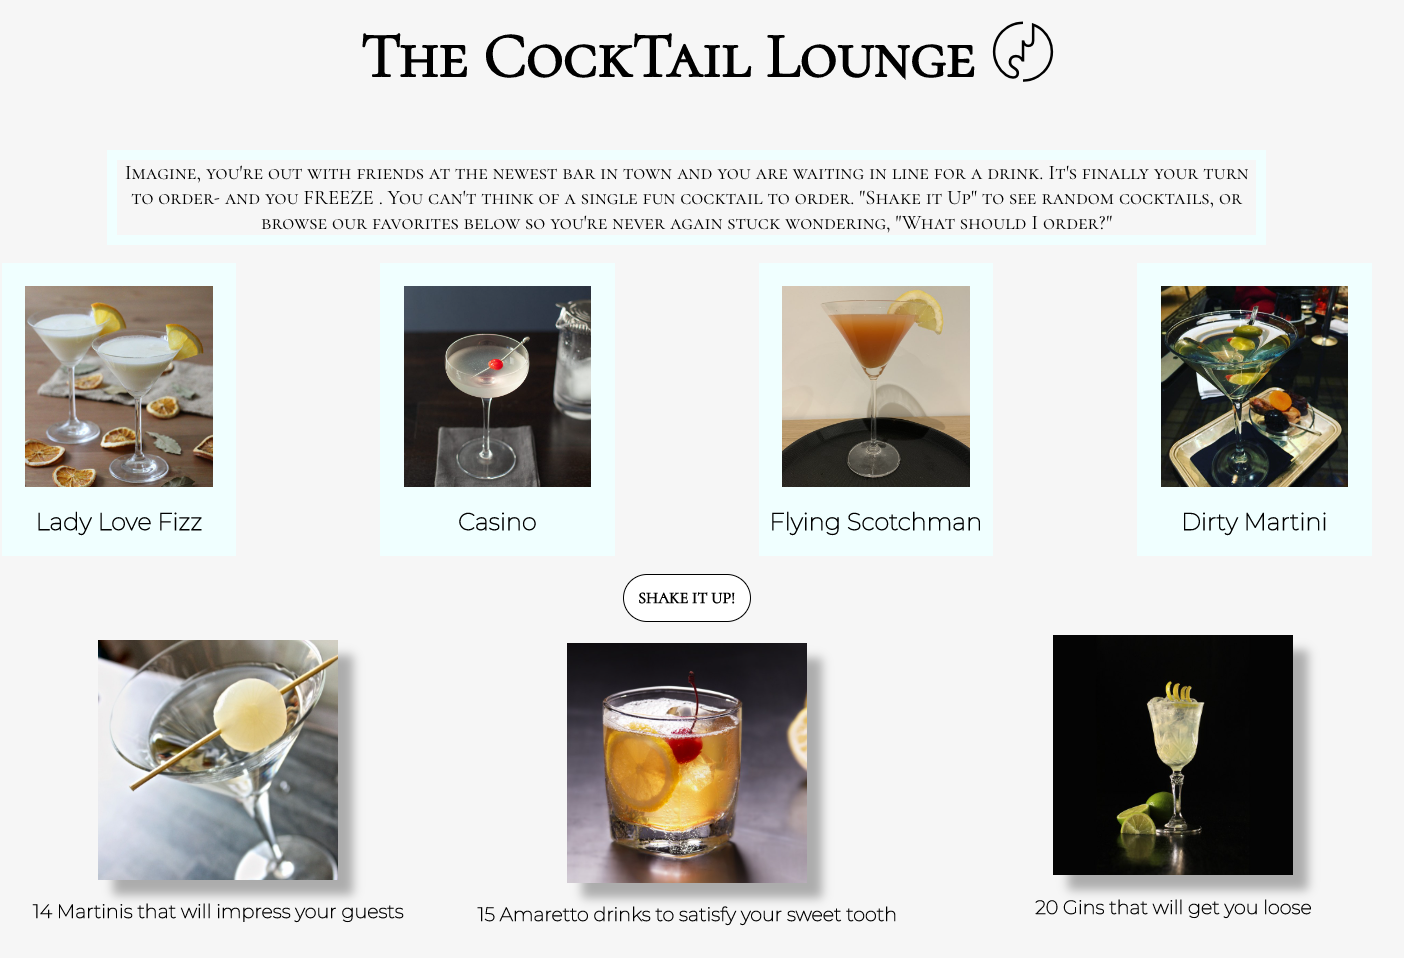 The CockTail Lounge
Imagine, you're out with friends at the newest bar in town and you are waiting in line for a drink. It's finally your turn
to order- and you FREEZE . You can't think of a single fun cocktail to order. "Shake it Up" to see random cocktails, or
browse our favorites below so you're never again stuck wondering, "What should I order?"
Lady Love Fizz
Casino
Flying Scotchman
Dirty Martini
SHAKE IT UP!
14 Martinis that will impress your guests
15 Amaretto drinks to satisfy your sweet tooth
20 Gins that will get you loose